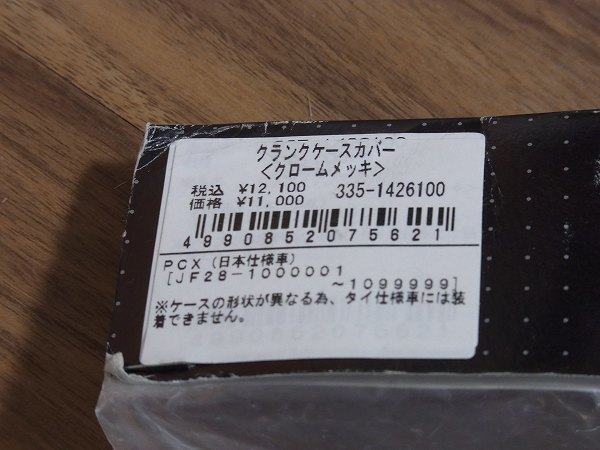 クランクケースカバー
<クロームメッキ>
税込 ¥12,100 335-1426100
価格 ¥11,000
4990852075621
PCX (日本仕様車)
[JF28-1000001
~1099999]
※ケースの形状が異なる為、タイ仕様車には装
着できません。